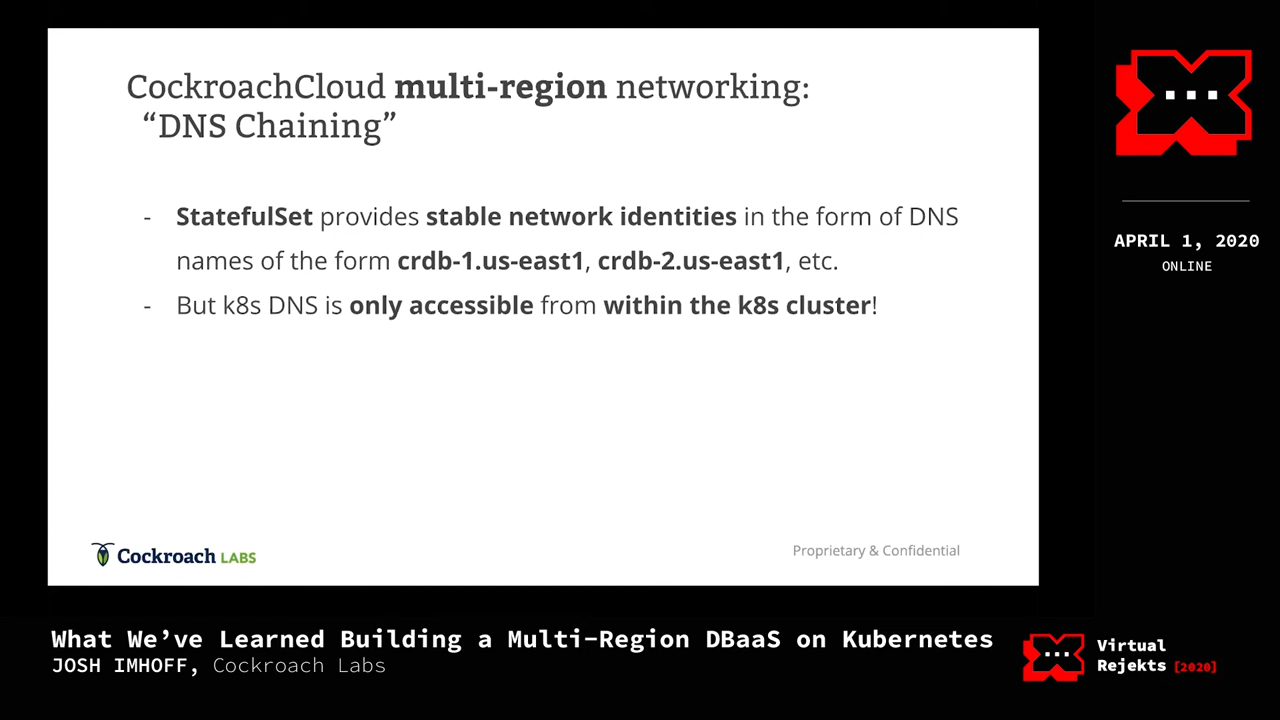 CockroachCloud multi-region networking:
“DNS Chaining”
- StatefulSet provides stable network identities in the form of DNS
names of the form crdb-1.us-east1, crdb-2.us-east1, etc.
- But k8s DNS is only accessible from within the k8s cluster!
Cockroach LABS
Proprietary & Confidential
APRIL 1, 2020
ONLINE
What We’ve Learned Building a Multi-Region DBaaS on Kubernetes
JOSH IMHOFF, Cockroach Labs
Virtual
Rejekts [2020]